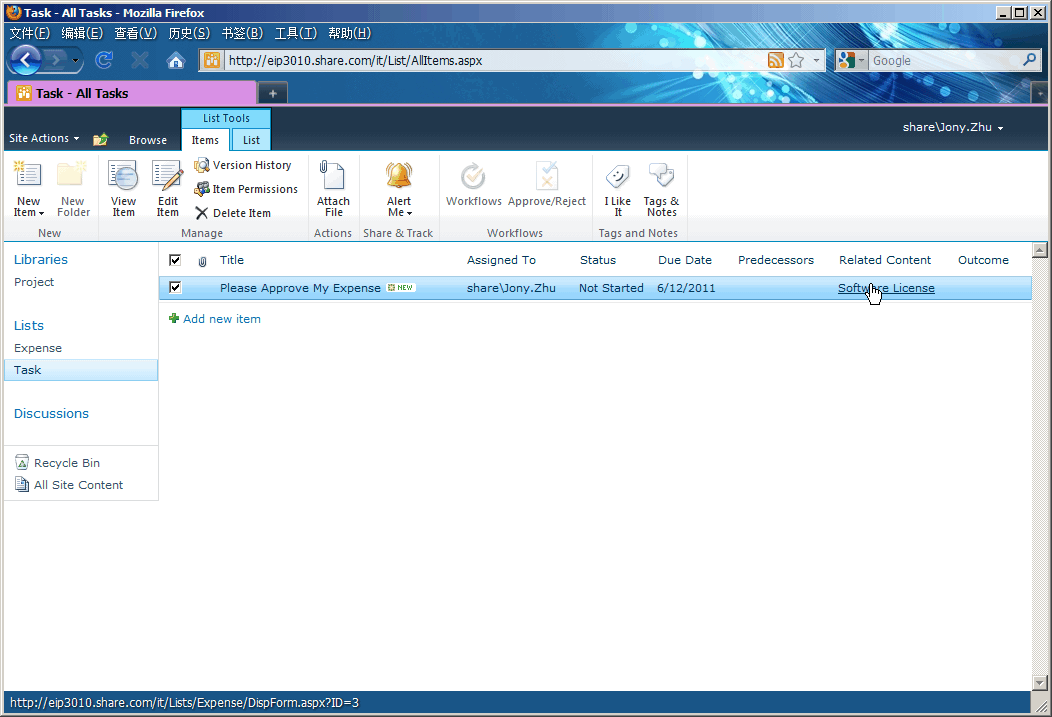 Task - All Tasks - Mozilla Firefox
文件(F) 编辑(E) 查看(V) 历史(S) 书签(B) 工具(T) 帮助(H)
http://eip3010.share.com/it/List/AllItems.aspx Google
Task - All Tasks
List Tools
Site Actions Browse Items List share\Jony.Zhu
New Item New Folder View Item Edit Item Version History Item Permissions Delete Item Attach File Alert Me Workflows Approve/Reject I Like It Tags & Notes
New Manage Actions Share & Track Workflows Tags and Notes
Libraries
Project
Lists
Expense
Task
Discussions
Recycle Bin
All Site Content
Title Assigned To Status Due Date Predecessors Related Content Outcome
Please Approve My Expense NEW share\Jony.Zhu Not Started 6/12/2011 Software License
Add new item
http://eip3010.share.com/it/Lists/Expense/DispForm.aspx?ID=3